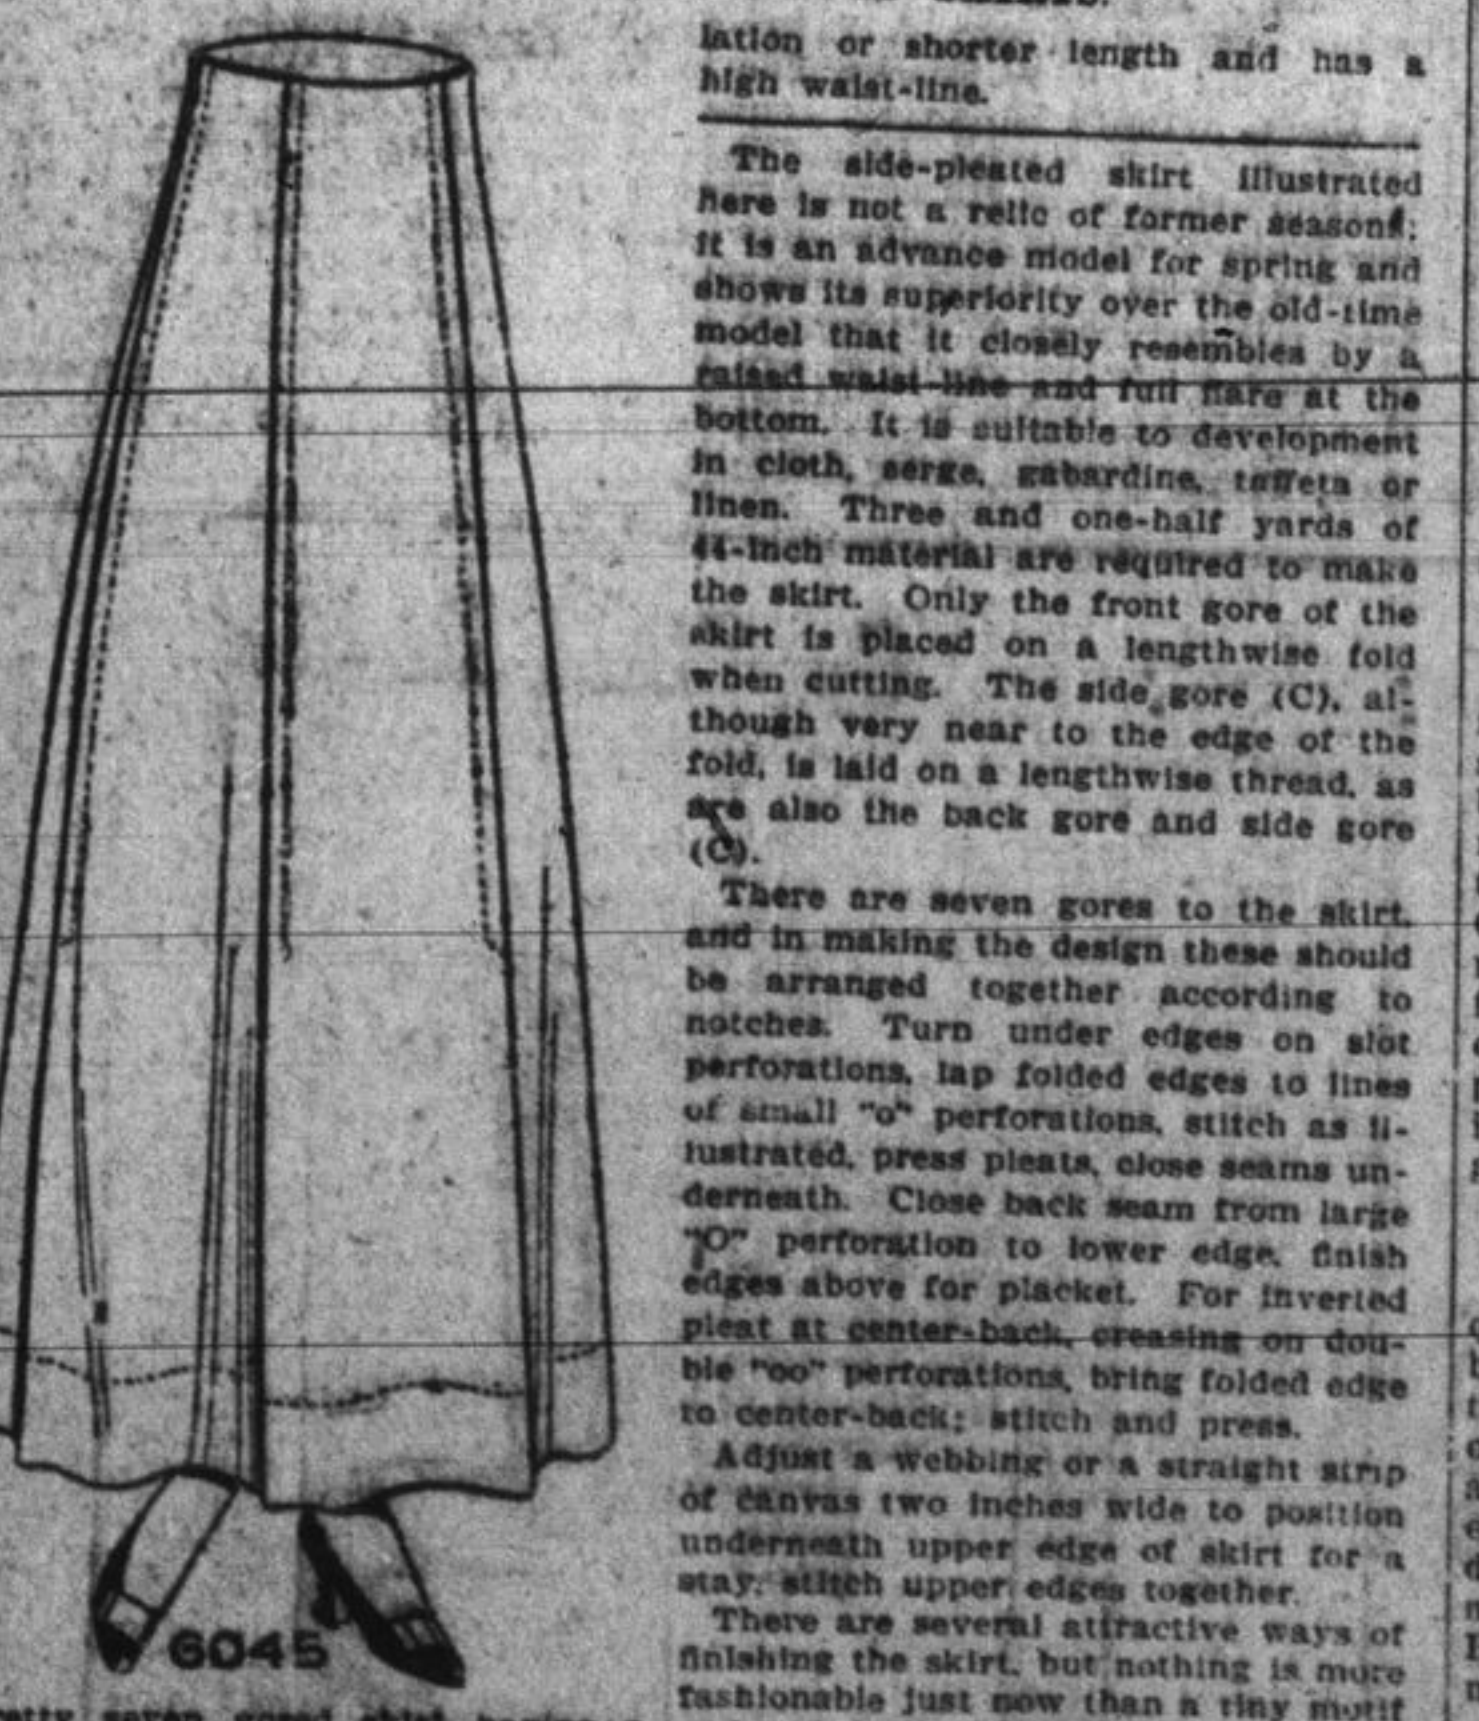 lation or shorter length and has a
high waist-line.
The side-pleated skirt illustrated
here is not a relic of former seasons;
it is an advance model for spring and
shows its superiority over the old-time
model that it closely resembles by a
raised waist-line and full flare at the
bottom. It is suitable to development
in cloth, serge, gabardine, taffeta or
linen. Three and one-half yards of
44-inch material are required to make
the skirt. Only the front gore of the
skirt is placed on a lengthwise fold
when cutting. The side gore (C), al-
though very near to the edge of the
fold, is laid on a lengthwise thread, as
are also the back gore and side gore
(C).
There are seven gores to the skirt,
and in making the design these should
be arranged together according to
notches. Turn under edges on slot
perforations, lap folded edges to lines
of small "o" perforations, stitch as il-
lustrated, press pleats, close seams un-
derneath. Close back seam from large
"O" perforation to lower edge, finish
edges above for placket. For inverted
pleat at center-back, creasing on dou-
ble "oo" perforations, bring folded edge
to center-back; stitch and press.
Adjust a webbing or a straight strip
of canvas two inches wide to position
underneath upper edge of skirt for a
stay; stitch upper edges together.
There are several attractive ways of
finishing the skirt, but nothing is more
fashionable just now than a tiny motif
6045
seven gored skirt